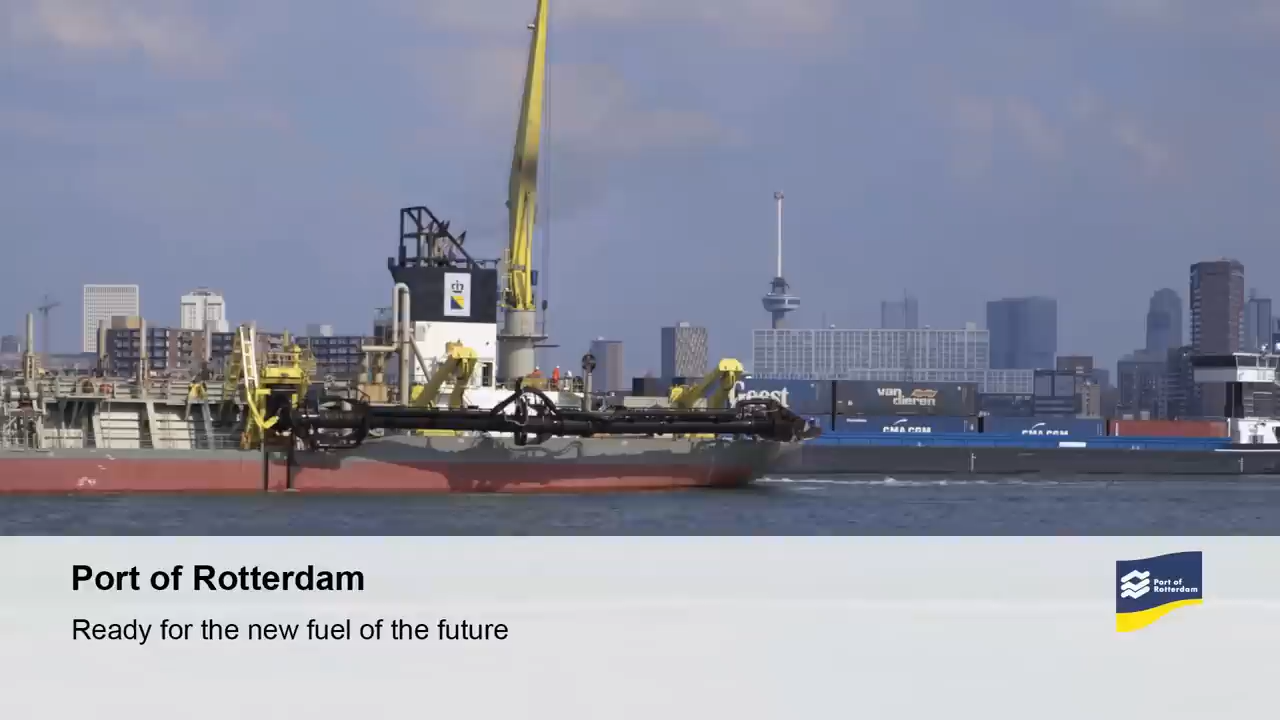 Geest
van
dieren
CMA CGM
CMA CGM
Port of Rotterdam
Ready for the new fuel of the future
Port of
Rotterdam